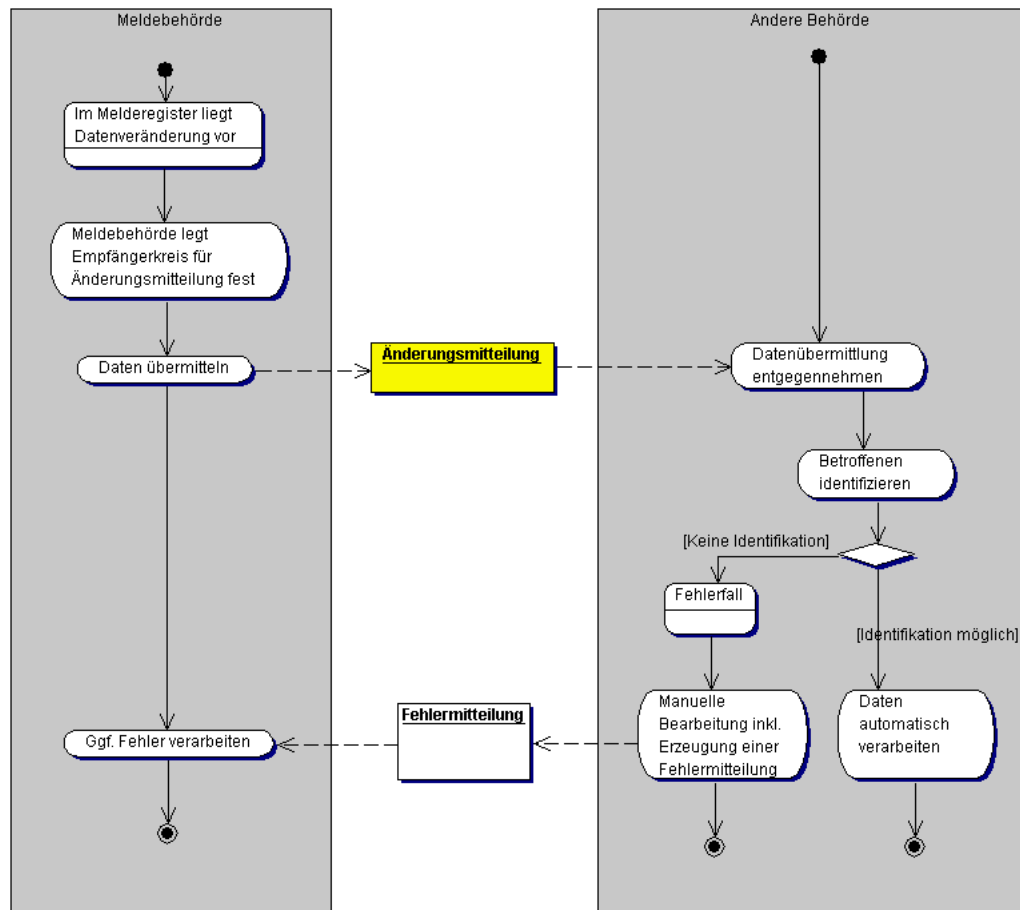 Meldebehörde
Andere Behörde
Im Melderegister liegt
Datenveränderung vor
Meldebehörde legt
Empfängerkreis für
Änderungsmitteilung fest
Daten übermitteln
Änderungsmitteilung
Datenübermittlung
entgegennehmen
Betroffenen
identifizieren
[Keine Identifikation]
Fehlerfall
[Identifikation möglich]
Manuelle
Bearbeitung inkl.
Erzeugung einer
Fehlermitteilung
Daten
automatisch
verarbeiten
Fehlermitteilung
Ggf. Fehler verarbeiten